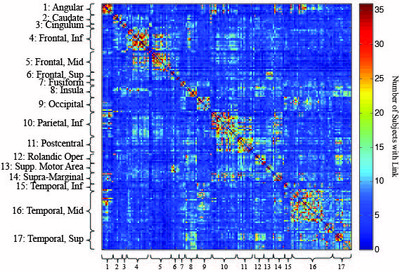 1: Angular
2: Caudate
3: Cingulum
4: Frontal, Inf
5: Frontal, Mid
6: Frontal, Sup
7: Fusiform
8: Insula
9: Occipital
10: Parietal, Inf
11: Postcentral
12: Rolandic Oper
13: Supp. Motor Area
14: Supra-Marginal
15: Temporal, Inf
16: Temporal, Mid
17: Temporal, Sup
1 2 3 4 5 6 7 8 9 10 11 12 13 14 15 16 17
35
30
25
20
15
10
5
0
Number of Subjects with Link